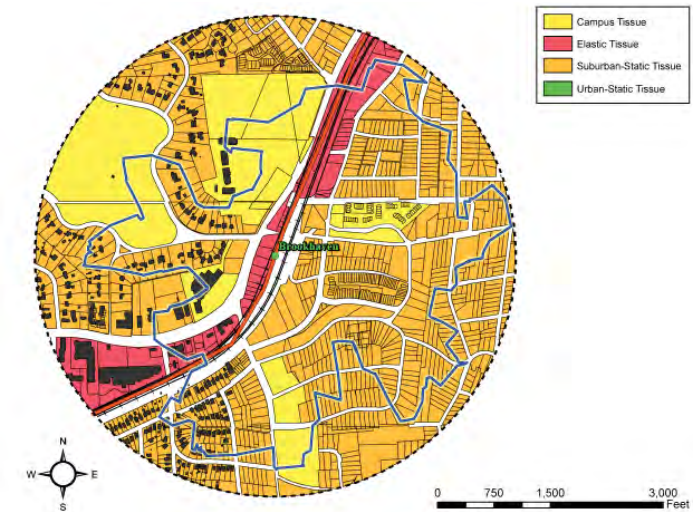 Campus Tissue
Elastic Tissue
Suburban-Static Tissue
Urban-Static Tissue
Brookhaven
N
W E
S
0 750 1,500 3,000
Feet